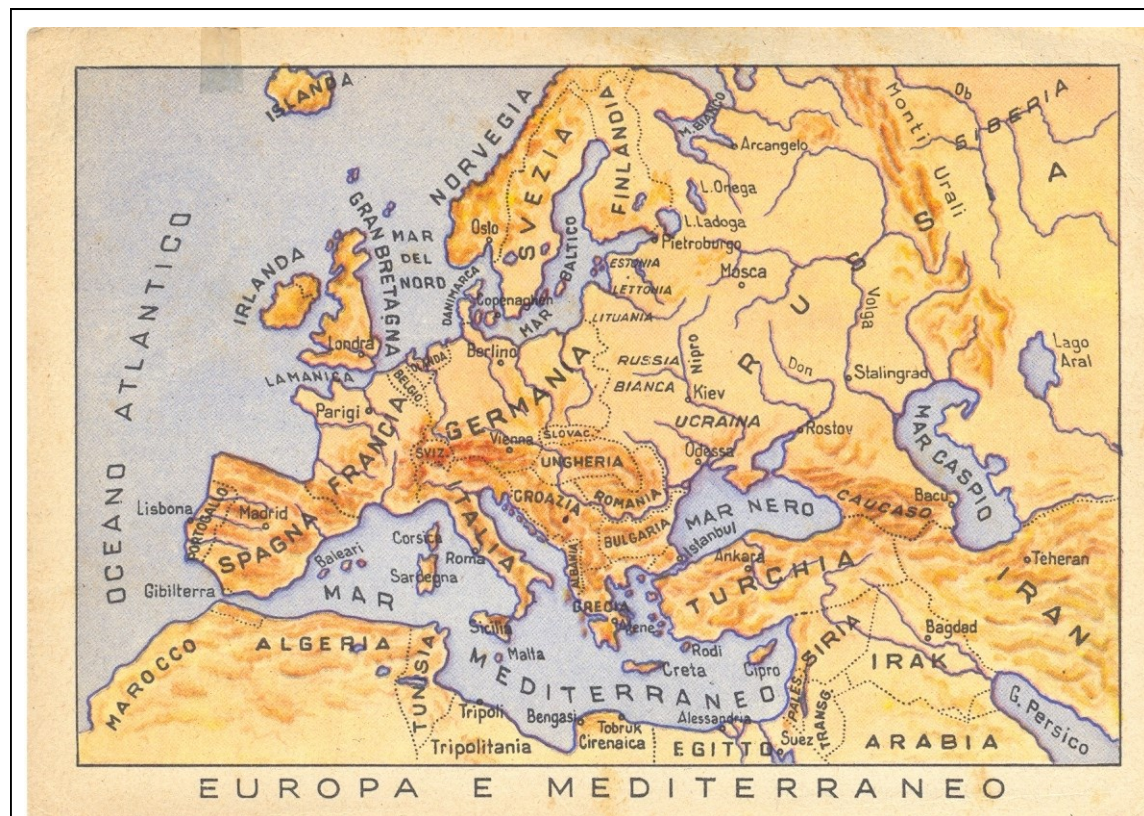 ISLANDA
NORVEGIA
SVEZIA
FINLANDIA
M. BIANCO
Arcangelo
Monti Urali
Ob
SIBERIA
L. Onega
L. Ladoga
Pietroburgo
OCEANO ATLANTICO
IRLANDA
GRAN BRETAGNA
MAR
DEL
NORD
Oslo
DANIMARCA
Copenaghen
MAR BALTICO
ESTONIA
LETTONIA
LITUANIA
Mosca
RUSSIA
Volga
Londra
LA MANICA
OLANDA
BELGIO
Berlino
GERMANIA
RUSSIA
BIANCA
Nipro
Kiev
Don
Stalingrad
Lago
Aral
Parigi
FRANCIA
SVIZ.
Vienna
SLOVAC.
UNGHERIA
UCRAINA
Odessa
Rostov
MAR CASPIO
Lisbona
PORTOGALLO
Madrid
SPAGNA
Gibilterra
Baleari
Corsica
Sardegna
ITALIA
Roma
CROAZIA
ROMANIA
BULGARIA
ALBANIA
GRECIA
Atene
MAR NERO
Istanbul
Ankara
TURCHIA
CAUCASO
Bacu
Teheran
IRAN
MAR MEDITERRANEO
Sicilia
Malta
Creta
Rodi
Cipro
SIRIA
PALES.
TRANSG.
Bagdad
IRAK
G. Persico
ARABIA
MAROCCO
ALGERIA
TUNISIA
Tripoli
Tripolitania
Bengasi
Tobruk
Cirenaica
Alessandria
EGITTO
Suez
EUROPA E MEDITERRANEO